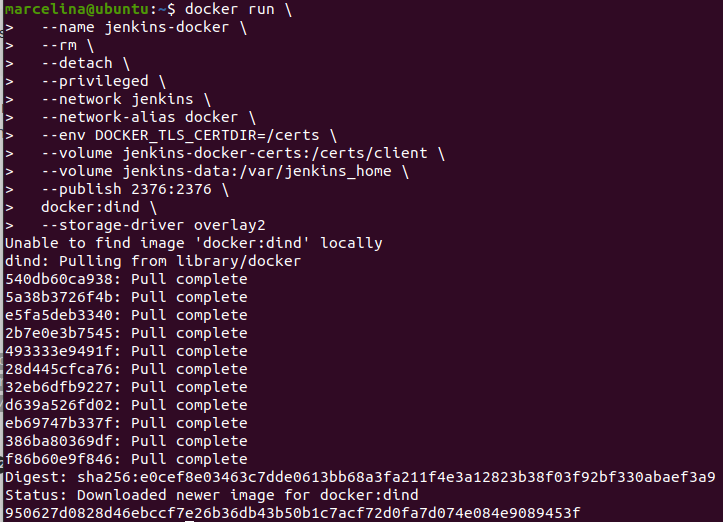 marcelina@ubuntu:~$ docker run \
>   --name jenkins-docker \
>   --rm \
>   --detach \
>   --privileged \
>   --network jenkins \
>   --network-alias docker \
>   --env DOCKER_TLS_CERTDIR=/certs \
>   --volume jenkins-docker-certs:/certs/client \
>   --volume jenkins-data:/var/jenkins_home \
>   --publish 2376:2376 \
>   docker:dind \
>   --storage-driver overlay2
Unable to find image 'docker:dind' locally
dind: Pulling from library/docker
540db60ca938: Pull complete
5a38b3726f4b: Pull complete
e5fa5deb3340: Pull complete
2b7e0e3b7545: Pull complete
493333e9491f: Pull complete
28d445cfca76: Pull complete
32eb6dfb9227: Pull complete
d639a526fd02: Pull complete
eb69747b337f: Pull complete
386ba80369df: Pull complete
f86b60e9f846: Pull complete
Digest: sha256:e0cef8e03463c7dde0613bb68a3fa211f4e3a12823b38f03f92bf330abaef3a9
Status: Downloaded newer image for docker:dind
950627d0828d46ebccf7e26b36db43b50b1c7acf72d0fa7d074e084e9089453f